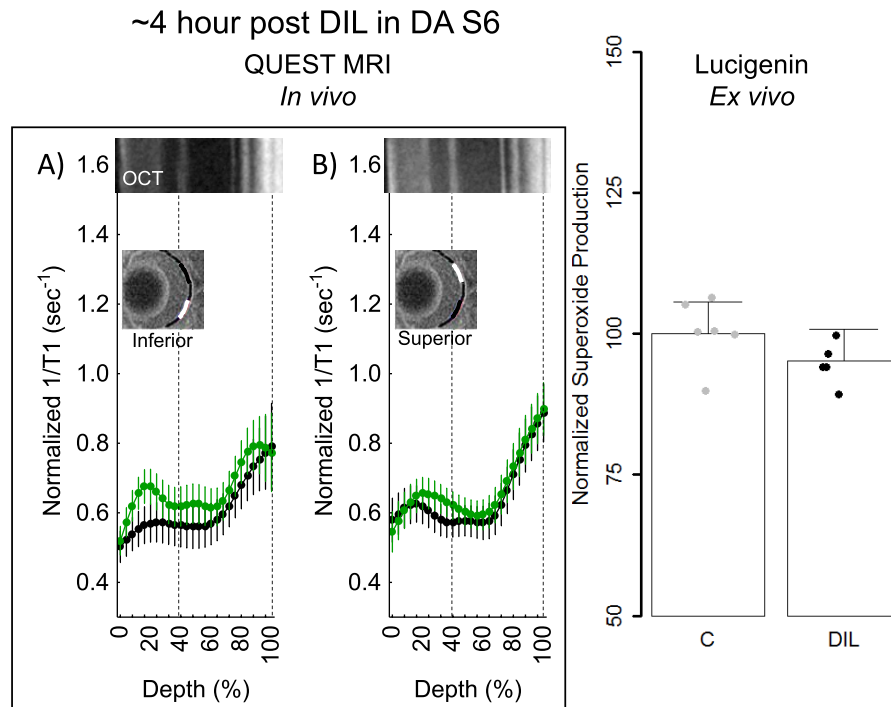 ~4 hour post DIL in DA S6
QUEST MRI
In vivo
A)
OCT
Normalized 1/T1 (sec⁻¹)
1.6
1.4
1.2
1.0
0.8
0.6
0.4
Inferior
0
20
40
60
80
100
Depth (%)
B)
Normalized 1/T1 (sec⁻¹)
1.6
1.4
1.2
1.0
0.8
0.6
0.4
Superior
0
20
40
60
80
100
Depth (%)
Lucigenin
Ex vivo
Normalized Superoxide Production
150
125
100
75
50
C
DIL